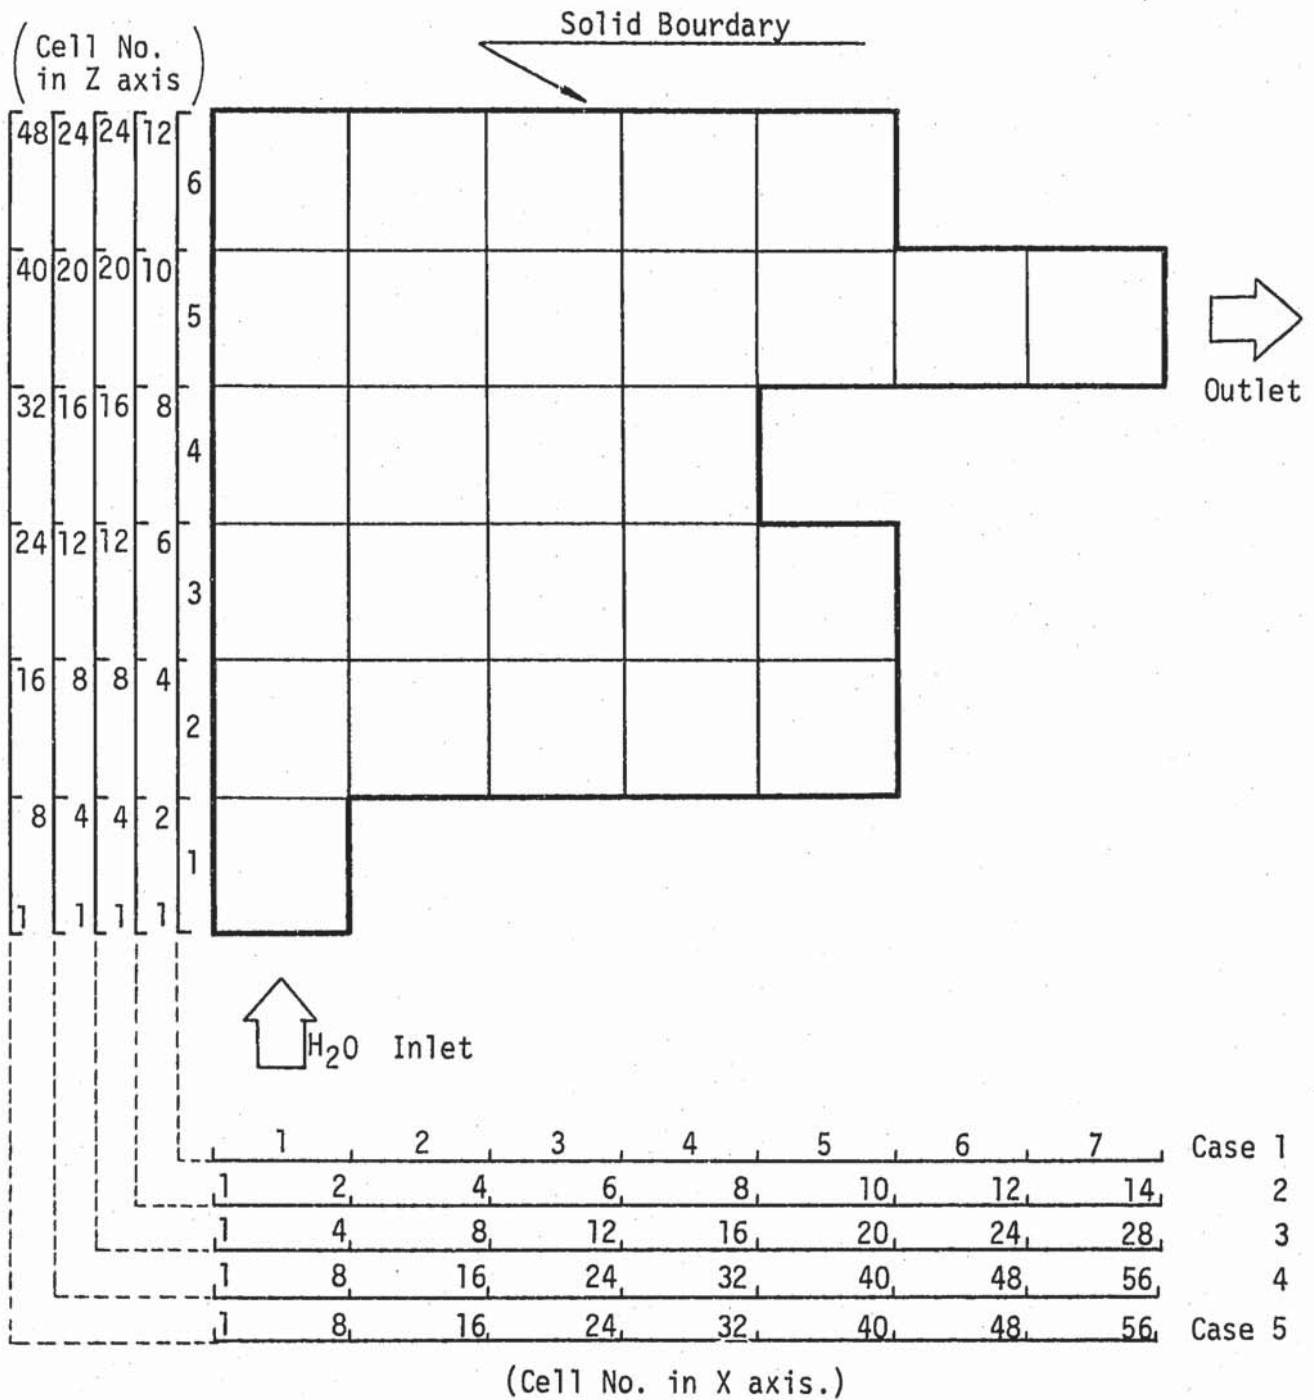 Solid Bourdary
Cell No.
in Z axis
48 24 24 12
6
40 20 20 10
5
32 16 16 8
4
24 12 12 6
3
16 8 8 4
2
8 4 4 2
1
1 1 1 1
Outlet
H2O Inlet
1 2 3 4 5 6 7 Case 1
1 2 4 6 8 10 12 14 2
1 4 8 12 16 20 24 28 3
1 8 16 24 32 40 48 56 4
1 8 16 24 32 40 48 56 Case 5
(Cell No. in X axis.)